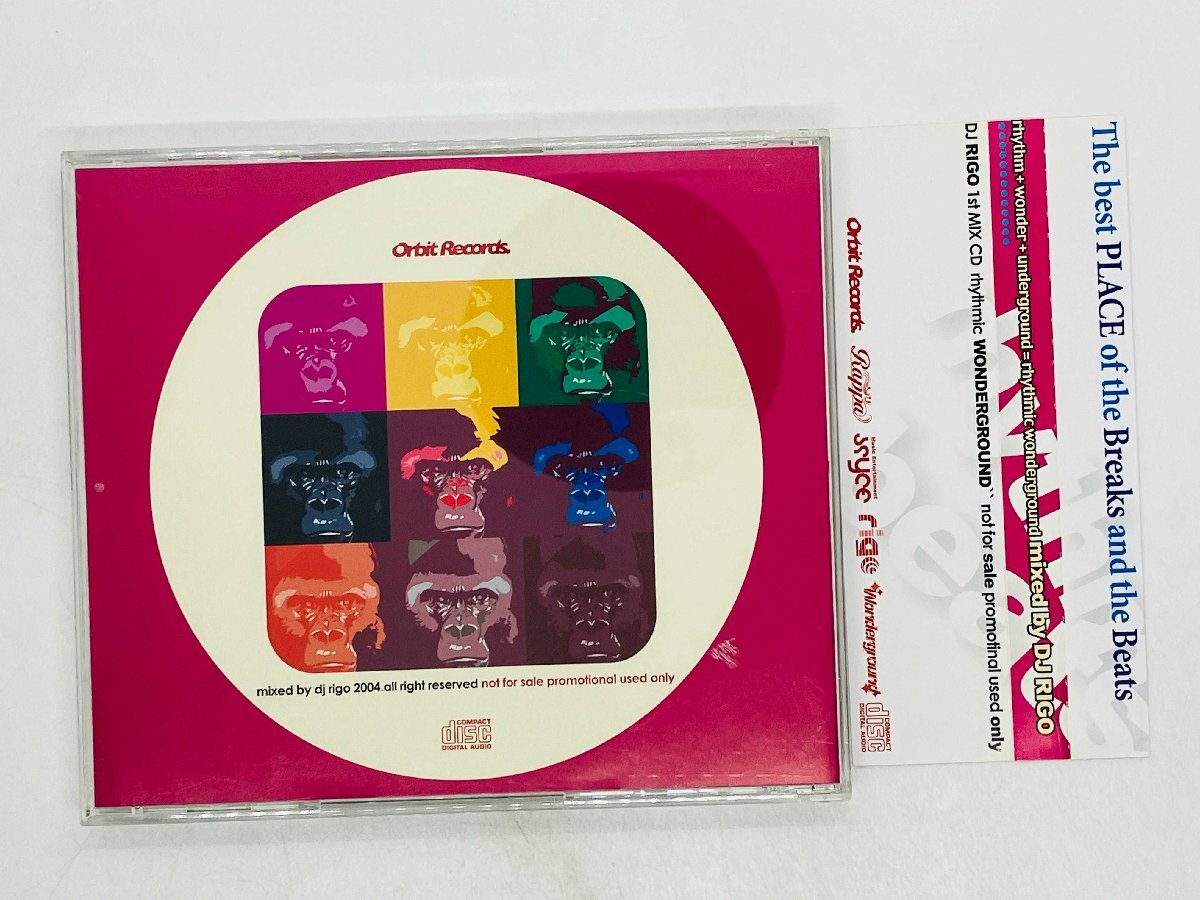 Orbit Records.
mixed by dj rigo 2004.all right reserved not for sale promotional used only
COMPACT
disc
DIGITAL AUDIO
The best PLACE of the Breaks and the Beats
rhythm + wonder + underground = rhythmic wonderground mixed by DJ RIGO
DJ RIGO 1st MIX CD rhythmic WONDERGROUND`` not for sale promotinal used only
Orbit Records.
Rappa
Music Entertainment
Wonderground
COMPACT
disc
DIGITAL AUDIO